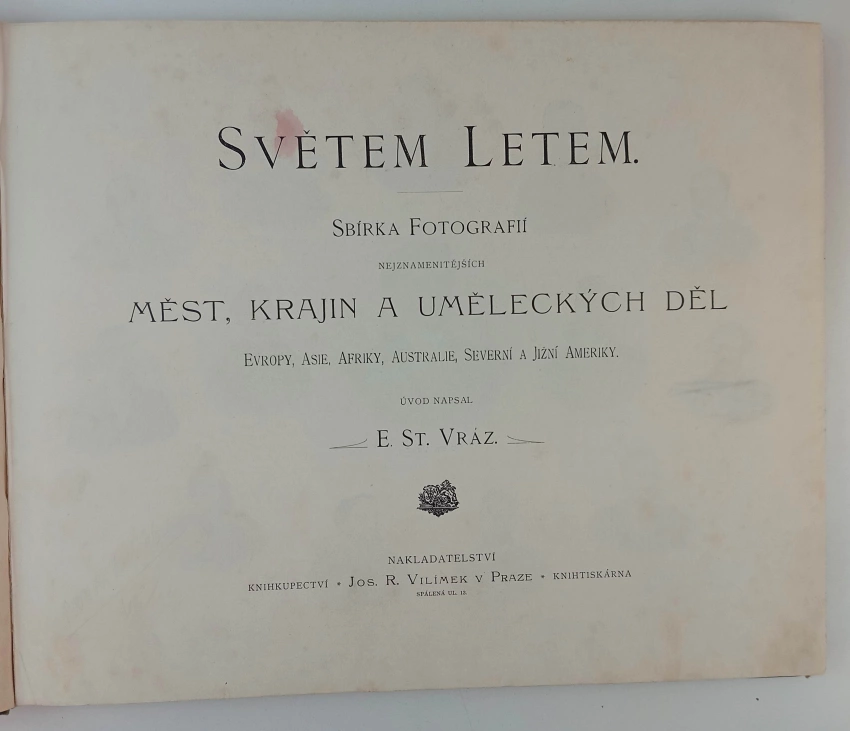 SVĚTEM LETEM.
SBÍRKA FOTOGRAFIÍ
NEJZNAMENITĚJŠÍCH
MĚST, KRAJIN A UMĚLECKÝCH DĚL
EVROPY, ASIE, AFRIKY, AUSTRALIE, SEVERNÍ A JIŽNÍ AMERIKY.
ÚVOD NAPSAL
E. ST. VRÁZ.
NAKLADATELSTVÍ
KNIHKUPECTVÍ • JOS. R. VILÍMEK V PRAZE • KNIHTISKÁRNA
SPÁLENÁ UL. 13